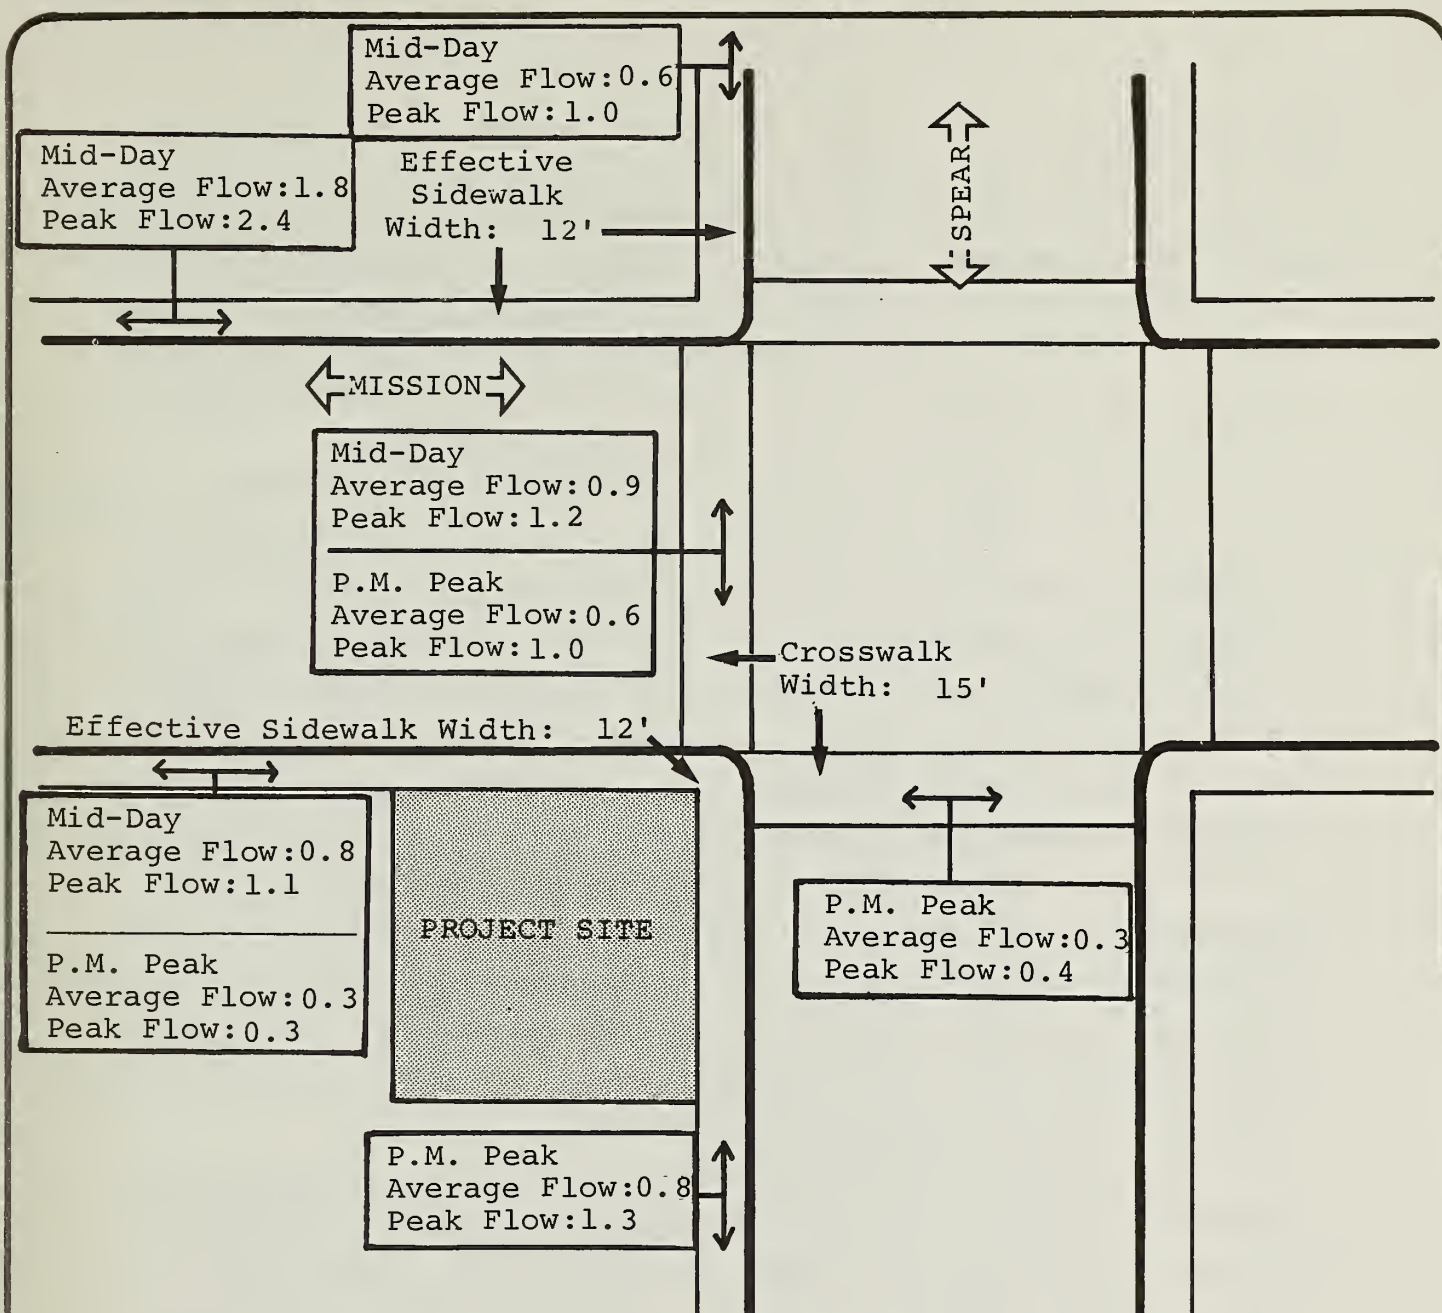 Mid-Day
Average Flow:0.6
Peak Flow:1.0
Mid-Day
Average Flow:1.8
Peak Flow:2.4
Effective
Sidewalk
Width: 12'
SPEAR
MISSION
Mid-Day
Average Flow:0.9
Peak Flow:1.2
P.M. Peak
Average Flow:0.6
Peak Flow:1.0
Crosswalk
Width: 15'
Effective Sidewalk Width: 12'
Mid-Day
Average Flow:0.8
Peak Flow:1.1
P.M. Peak
Average Flow:0.3
Peak Flow:0.3
PROJECT SITE
P.M. Peak
Average Flow:0.3
Peak Flow:0.4
P.M. Peak
Average Flow:0.8
Peak Flow:1.3